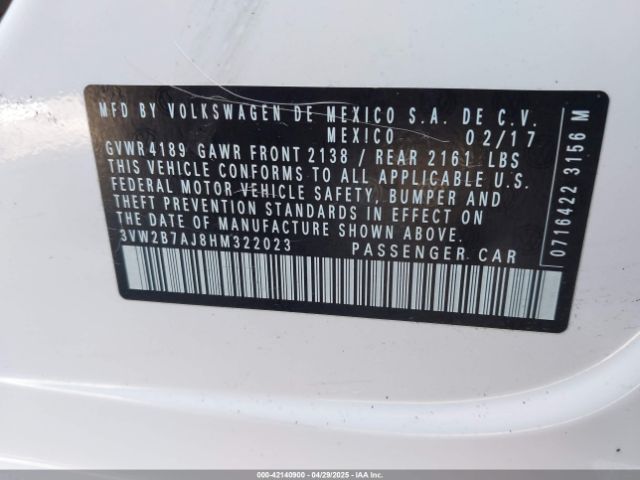 MFD BY VOLKSWAGEN DE MEXICO S.A. DE C.V.
MEXICO 02/17
GVWR 4189 GAWR FRONT 2138 / REAR 2161 LBS
THIS VEHICLE CONFORMS TO ALL APPLICABLE U.S.
FEDERAL MOTOR VEHICLE SAFETY, BUMPER AND
THEFT PREVENTION STANDARDS IN EFFECT ON
THE DATE OF MANUFACTURE SHOWN ABOVE.
3VW2B7AJ8HM322023 PASSENGER CAR
0716422 3156 M
000-42140900 - 04/29/2025 - IAAI.COM